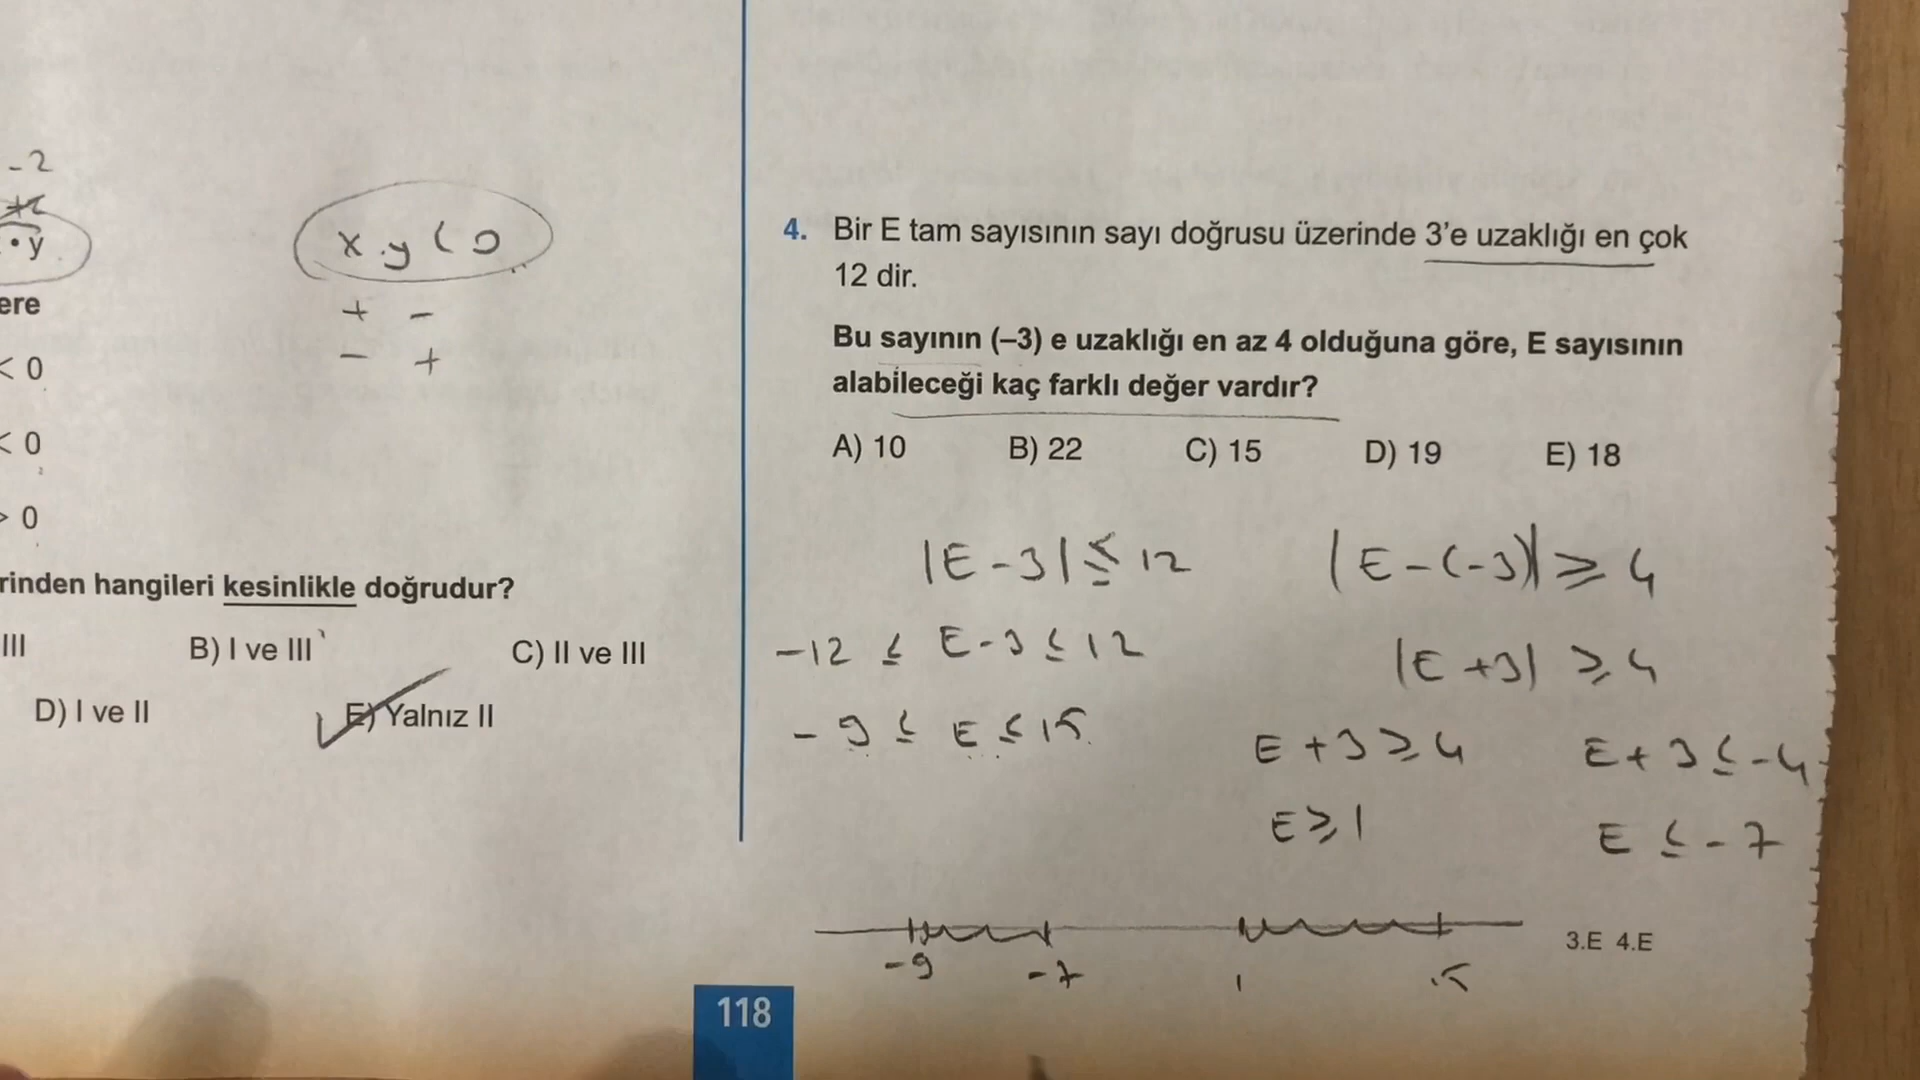 -2
· y
x.y < 0
+ -
- +
ere
< 0
< 0
> 0
rinden hangileri kesinlikle doğrudur?
III
B) I ve III
C) II ve III
D) I ve II
E) Yalnız II
4. Bir E tam sayısının sayı doğrusu üzerinde 3'e uzaklığı en çok
12 dir.
Bu sayının (–3) e uzaklığı en az 4 olduğuna göre, E sayısının
alabileceği kaç farklı değer vardır?
A) 10 B) 22 C) 15 D) 19 E) 18
|E-3| ≤ 12
-12 ≤ E-3 ≤ 12
-9 ≤ E ≤ 15
|E-(-3)| ≥ 4
|E+3| ≥ 4
E+3 ≥ 4 E+3 ≤ -4
E ≥ 1 E ≤ -7
-9 -7 1 15
3.E 4.E
118